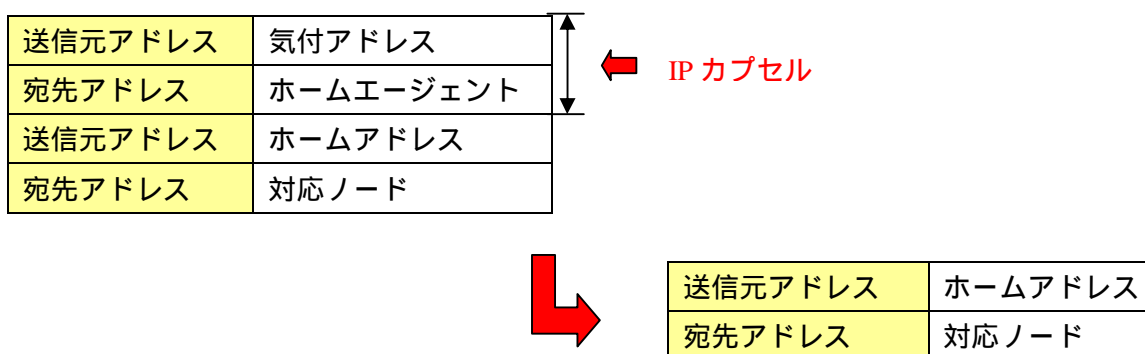 送信元アドレス 気付アドレス
宛先アドレス ホームエージェント
IP カプセル
送信元アドレス ホームアドレス
宛先アドレス 対応ノード
送信元アドレス ホームアドレス
宛先アドレス 対応ノード